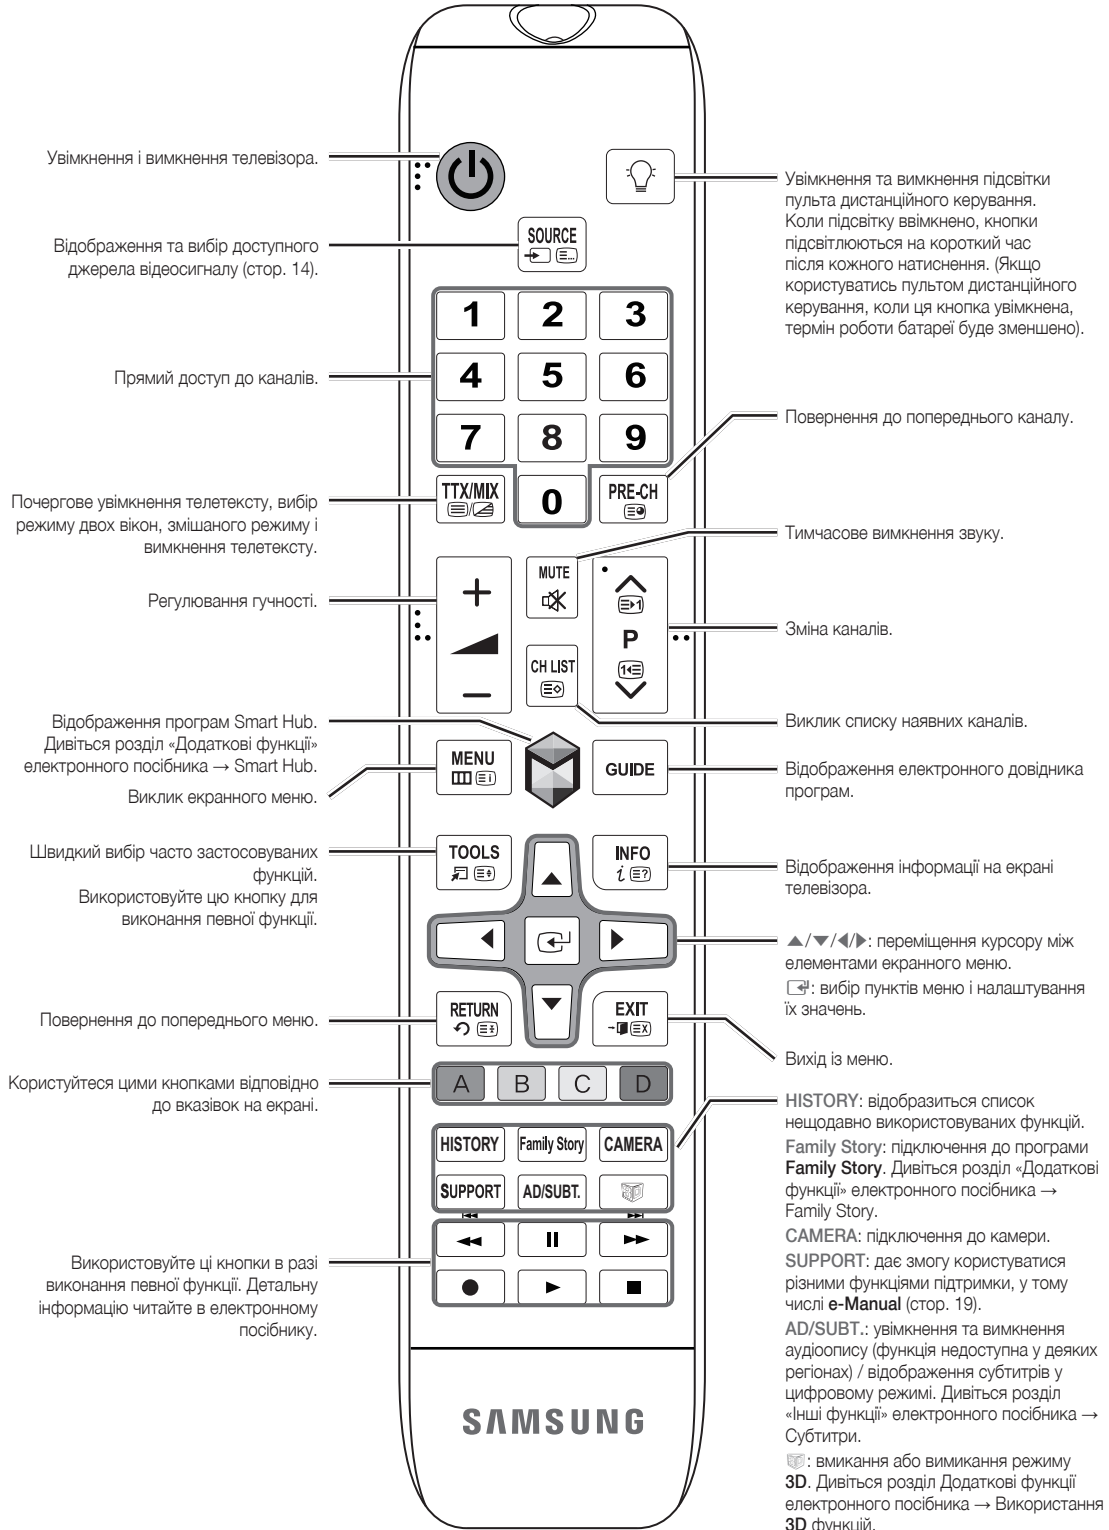 Увімкнення і вимкнення телевізора.
Увімкнення та вимкнення підсвітки
пульта дистанційного керування.
Коли підсвітку ввімкнено, кнопки
підсвітлюються на короткий час
після кожного натиснення. (Якщо
користуватись пультом дистанційного
керування, коли ця кнопка увімкнена,
термін роботи батареї буде зменшено).
SOURCE
Відображення та вибір доступного
джерела відеосигналу (стор. 14).
1 2 3
4 5 6
7 8 9
0
Прямий доступ до каналів.
Повернення до попереднього каналу.
TTX/MIX
PRE-CH
Почергове увімкнення телетексту, вибір
режиму двох вікон, змішаного режиму і
вимкнення телетексту.
Тимчасове вимкнення звуку.
MUTE
Регулювання гучності.
P
Зміна каналів.
CH LIST
Відображення програм Smart Hub.
Дивіться розділ «Додаткові функції»
електронного посібника → Smart Hub.
Виклик списку наявних каналів.
MENU
GUIDE
Виклик екранного меню.
Відображення електронного довідника
програм.
Швидкий вибір часто застосовуваних
функцій.
Використовуйте цю кнопку для
виконання певної функції.
TOOLS
INFO
Відображення інформації на екрані
телевізора.
▲/▼/◀/▶: переміщення курсору між
елементами екранного меню.
: вибір пунктів меню і налаштування
їх значень.
Повернення до попереднього меню.
RETURN
EXIT
Вихід із меню.
Користуйтеся цими кнопками відповідно
до вказівок на екрані.
A B C D
HISTORY Family Story CAMERA
SUPPORT AD/SUBT.
HISTORY: відобразиться список
нещодавно використовуваних функцій.
Family Story: підключення до програми
Family Story. Дивіться розділ «Додаткові
функції» електронного посібника →
Family Story.
CAMERA: підключення до камери.
SUPPORT: дає змогу користуватися
різними функціями підтримки, у тому
числі e-Manual (стор. 19).
AD/SUBT.: увімкнення та вимкнення
аудіоопису (функція недоступна у деяких
регіонах) / відображення субтитрів у
цифровому режимі. Дивіться розділ
«Інші функції» електронного посібника →
Субтитри.
: вмикання або вимикання режиму
3D. Дивіться розділ Додаткові функції
електронного посібника → Використання
3D функцій.
Використовуйте ці кнопки в разі
виконання певної функції. Детальну
інформацію читайте в електронному
посібнику.
SAMSUNG